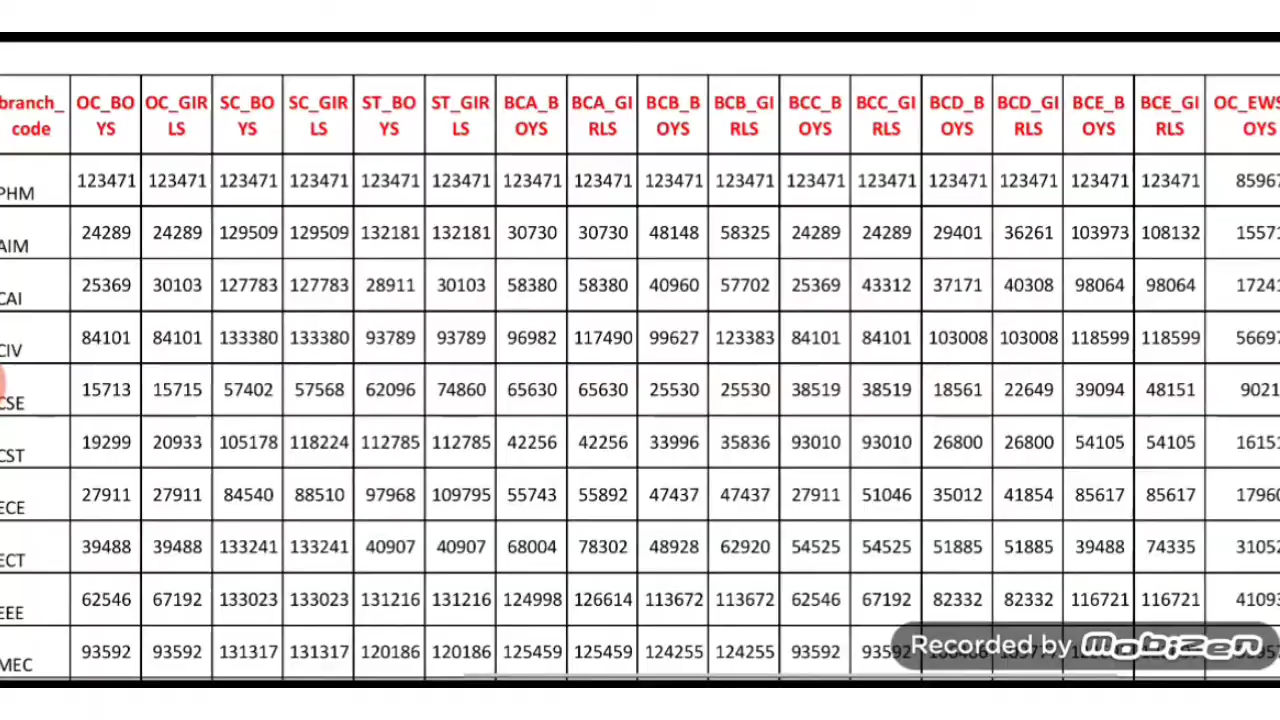 branch_ OC_BO OC_GIR SC_BO SC_GIR ST_BO ST_GIR BCA_B BCA_GI BCB_B BCB_GI BCC_B BCC_GI BCD_B BCD_GI BCE_B BCE_GI OC_EWS
code YS LS YS LS YS LS OYS RLS OYS RLS OYS RLS OYS RLS OYS RLS OYS
PHM 123471 123471 123471 123471 123471 123471 123471 123471 123471 123471 123471 123471 123471 123471 123471 123471 85967
AIM 24289 24289 129509 129509 132181 132181 30730 30730 48148 58325 24289 24289 29401 36261 103973 108132 15571
CAI 25369 30103 127783 127783 28911 30103 58380 58380 40960 57702 25369 43312 37171 40308 98064 98064 17241
CIV 84101 84101 133380 133380 93789 93789 96982 117490 99627 123383 84101 84101 103008 103008 118599 118599 56697
CSE 15713 15715 57402 57568 62096 74860 65630 65630 25530 25530 38519 38519 18561 22649 39094 48151 9021
CST 19299 20933 105178 118224 112785 112785 42256 42256 33996 35836 93010 93010 26800 26800 54105 54105 16151
ECE 27911 27911 84540 88510 97968 109795 55743 55892 47437 47437 27911 51046 35012 41854 85617 85617 17960
ECT 39488 39488 133241 133241 40907 40907 68004 78302 48928 62920 54525 54525 51885 51885 39488 74335 31052
EEE 62546 67192 133023 133023 131216 131216 124998 126614 113672 113672 62546 67192 82332 82332 116721 116721 41093
MEC 93592 93592 131317 131317 120186 120186 125459 125459 124255 124255 93592 93592
Recorded by MOBIZEN